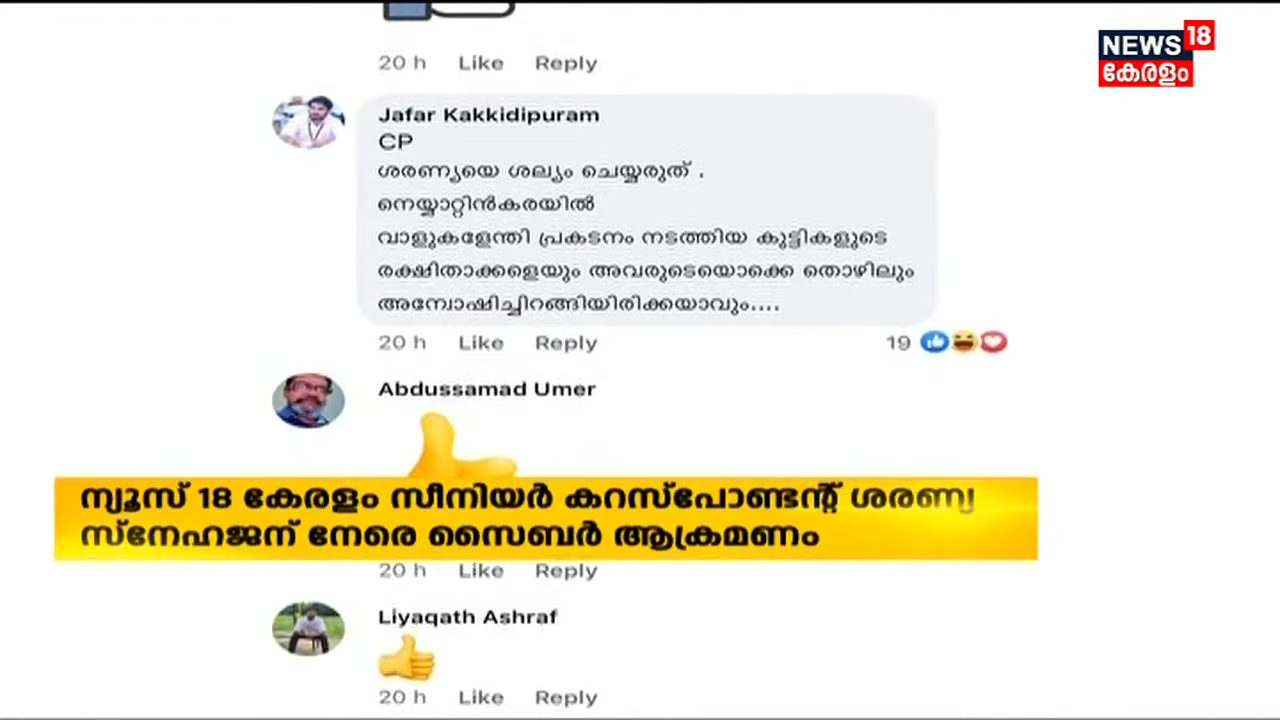 NEWS 18
കേരളം
20 h Like Reply
Jafar Kakkidipuram
CP
ശരണ്യയെ ശല്യം ചെയ്യരുത് .
നെയ്യാറ്റിൻകരയിൽ
വാളുകളേന്തി പ്രകടനം നടത്തിയ കുട്ടികളുടെ
രക്ഷിതാക്കളെയും അവരുടെയൊക്കെ തൊഴിലും
അന്വേഷിച്ചിറങ്ങിയിരിക്കയാവും....
20 h Like Reply 19
Abdussamad Umer
ന്യൂസ് 18 കേരളം സീനിയർ കറസ്പോണ്ടന്റ് ശരണ്യ
സ്നേഹജന് നേരെ സൈബർ ആക്രമണം
20 h Like Reply
Liyaqath Ashraf
20 h Like Reply